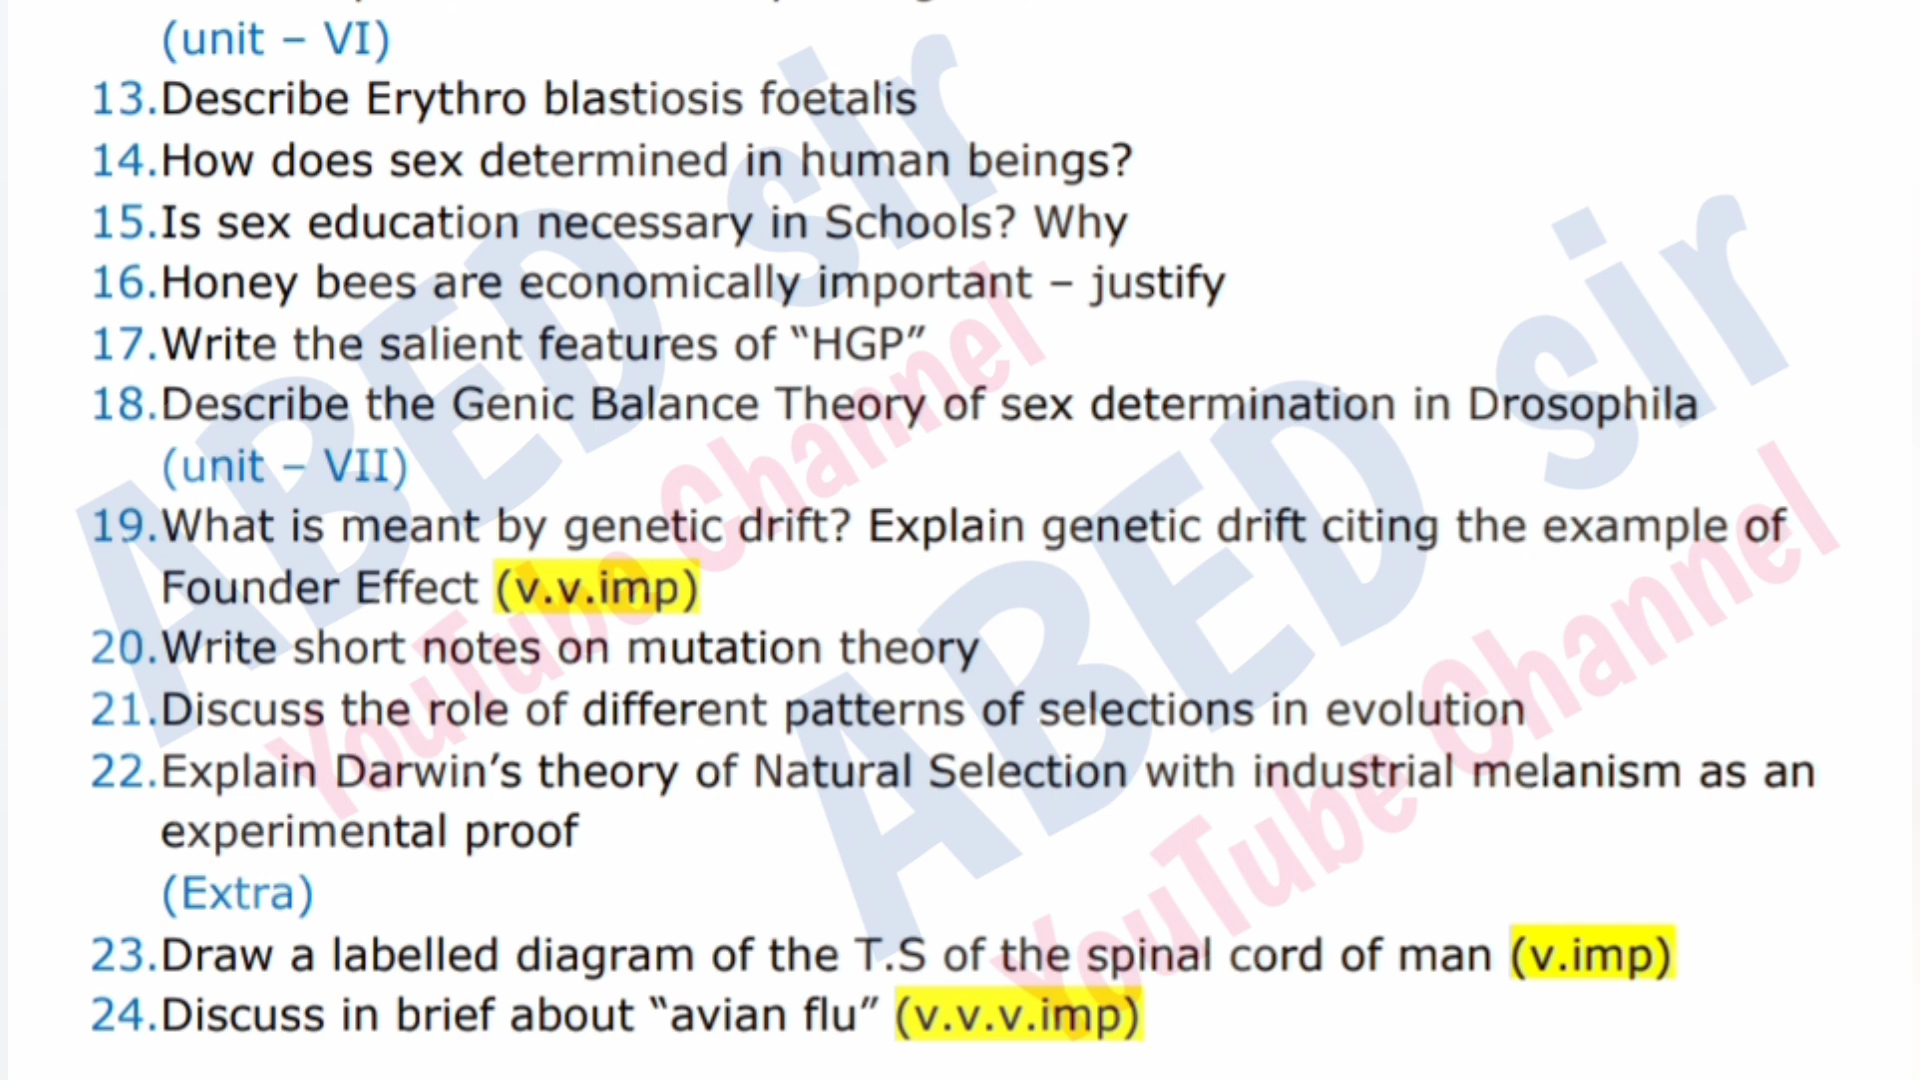 (unit – VI)
13.Describe Erythro blastiosis foetalis
14.How does sex determined in human beings?
15.Is sex education necessary in Schools? Why
16.Honey bees are economically important – justify
17.Write the salient features of “HGP”
18.Describe the Genic Balance Theory of sex determination in Drosophila
(unit – VII)
19.What is meant by genetic drift? Explain genetic drift citing the example of
Founder Effect (v.v.imp)
20.Write short notes on mutation theory
21.Discuss the role of different patterns of selections in evolution
22.Explain Darwin’s theory of Natural Selection with industrial melanism as an
experimental proof
(Extra)
23.Draw a labelled diagram of the T.S of the spinal cord of man (v.imp)
24.Discuss in brief about “avian flu” (v.v.v.imp)
ABED sir
YouTube Channel
ABED sir
YouTube Channel